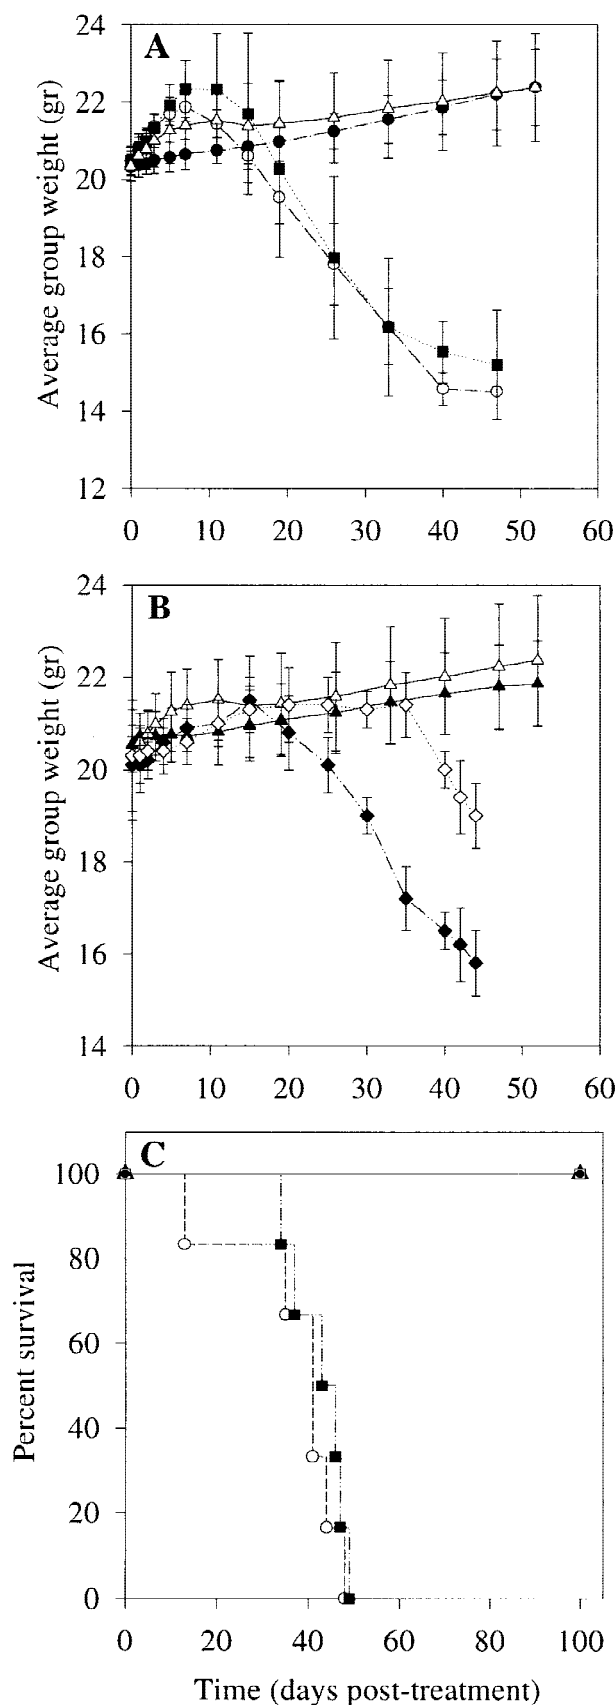 A
24
22
20
18
16
14
12
Average group weight (gr)
0 10 20 30 40 50 60
B
24
22
20
18
16
14
Average group weight (gr)
0 10 20 30 40 50 60
C
100
80
60
40
20
0
Percent survival
0 20 40 60 80 100
Time (days post-treatment)